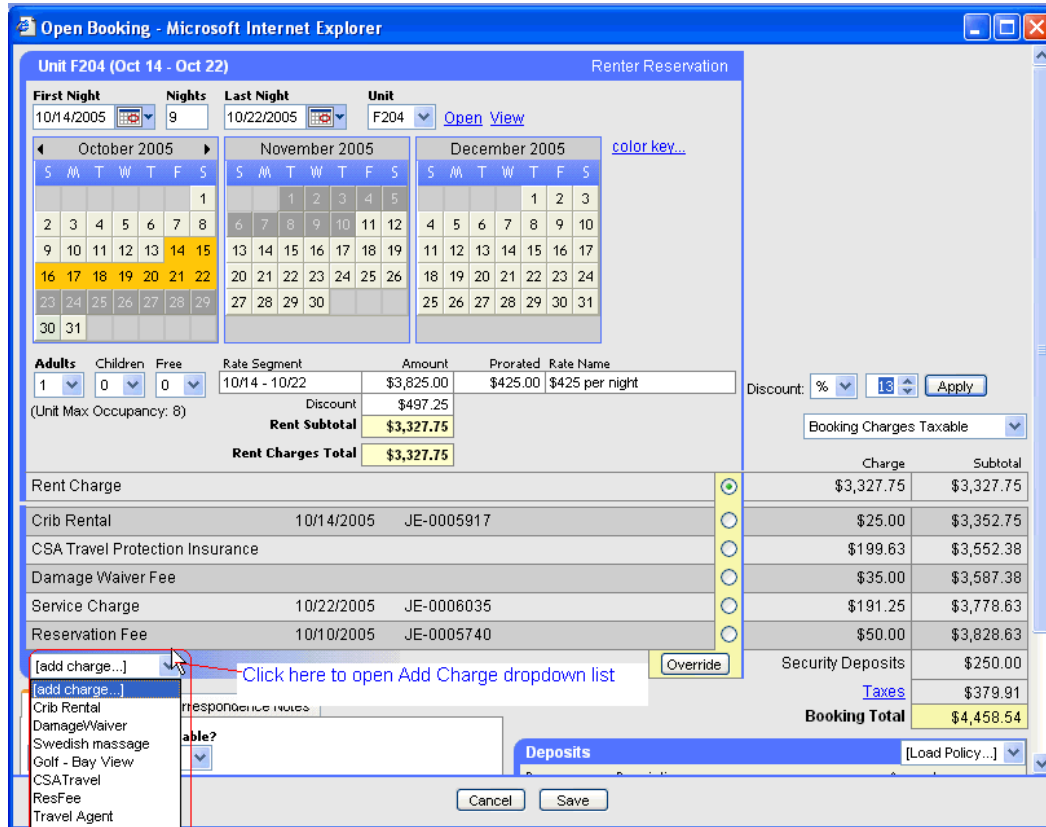 Open Booking - Microsoft Internet Explorer
Unit F204 (Oct 14 - Oct 22) Renter Reservation
First Night Nights Last Night Unit
10/14/2005 9 10/22/2005 F204 Open View
October 2005 November 2005 December 2005 color key...
S M T W T F S S M T W T F S S M T W T F S
1 1 2 3 4 5 1 2 3
2 3 4 5 6 7 8 6 7 8 9 10 11 12 4 5 6 7 8 9 10
9 10 11 12 13 14 15 13 14 15 16 17 18 19 11 12 13 14 15 16 17
16 17 18 19 20 21 22 20 21 22 23 24 25 26 18 19 20 21 22 23 24
23 24 25 26 27 28 29 27 28 29 30 25 26 27 28 29 30 31
30 31
Adults Children Free Rate Segment Amount Prorated Rate Name
1 0 0 10/14 - 10/22 $3,825.00 $425.00 $425 per night Discount: % 13 Apply
(Unit Max Occupancy: 8) Discount $497.25
Rent Subtotal $3,327.75 Booking Charges Taxable
Rent Charges Total $3,327.75
Charge Subtotal
Rent Charge $3,327.75 $3,327.75
Crib Rental 10/14/2005 JE-0005917 $25.00 $3,352.75
CSA Travel Protection Insurance $199.63 $3,552.38
Damage Waiver Fee $35.00 $3,587.38
Service Charge 10/22/2005 JE-0006035 $191.25 $3,778.63
Reservation Fee 10/10/2005 JE-0005740 $50.00 $3,828.63
[add charge...] Click here to open Add Charge dropdown list Override Security Deposits $250.00
[add charge...] Taxes $379.91
Crib Rental Notes Booking Total $4,458.54
DamageWaiver able?
Swedish massage
Golf - Bay View Deposits [Load Policy...]
CSATravel
ResFee
Travel Agent
Cancel Save